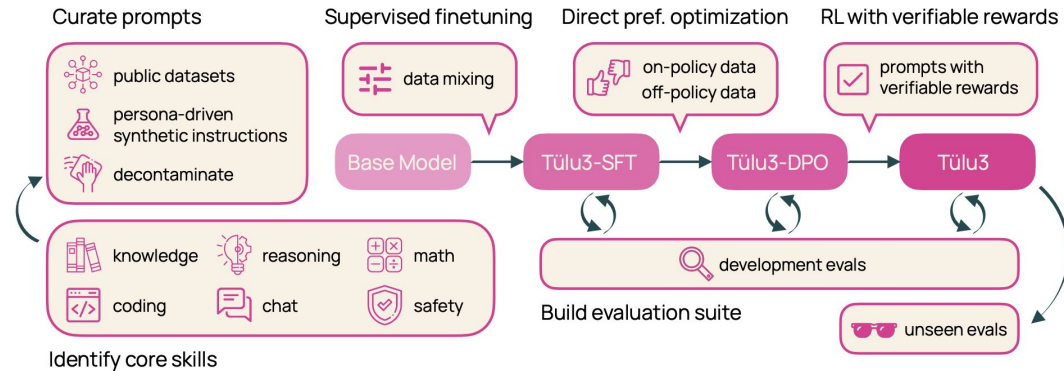 Curate prompts
public datasets
persona-driven
synthetic instructions
decontaminate
knowledge
reasoning
math
coding
chat
safety
Identify core skills
Supervised finetuning
data mixing
Direct pref. optimization
on-policy data
off-policy data
RL with verifiable rewards
prompts with
verifiable rewards
Base Model
Tülu3-SFT
Tülu3-DPO
Tülu3
development evals
Build evaluation suite
unseen evals